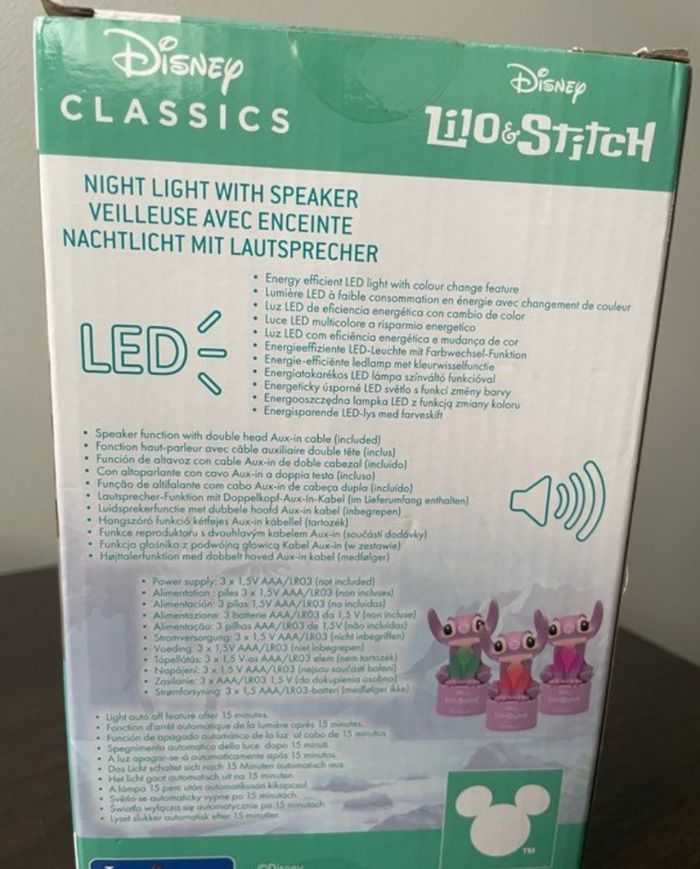 Disney
CLASSICS
Disney
Lilo & Stitch
NIGHT LIGHT WITH SPEAKER
VEILLEUSE AVEC ENCEINTE
NACHTLICHT MIT LAUTSPRECHER
LED
• Energy efficient LED light with colour change feature
• Lumière LED à faible consommation en énergie avec changement de couleur
• Luz LED de eficiencia energética con cambio de color
• Luce LED multicolore a risparmio energetico
• Luz LED com eficiência energética e mudança de cor
• Energieeffiziente LED-Leuchte mit Farbwechsel-Funktion
• Energie-efficiënte ledlamp met kleurwisselfunctie
• Energiatakarékos LED lámpa színváltó funkcióval
• Energeticky úsporné LED světlo s funkcí změny barvy
• Energooszczędna lampka LED z funkcją zmiany koloru
• Energisparende LED-lys med farveskift
• Speaker function with double head Aux-in cable (included)
• Fonction haut-parleur avec câble auxiliaire double tête (inclus)
• Función de altavoz con cable Aux-in de doble cabezal (incluido)
• Con altoparlante con cavo Aux-in a doppia testa (incluso)
• Função de altifalante com cabo Aux-in de cabeça dupla (incluído)
• Lautsprecher-Funktion mit Doppelkopf-Aux-In-Kabel (im Lieferumfang enthalten)
• Luidsprekerfunctie met dubbele hoofd Aux-in kabel (inbegrepen)
• Hangszóró funkció kétfejes Aux-in kábellel (tartozék)
• Funkce reproduktoru s dvouhlavým kabelem Aux-in (součástí dodávky)
• Funkcja głośnika z podwójną głowicą Kabel Aux-in (w zestawie)
• Højttalerfunktion med dobbelt hoved Aux-in kabel (medfølger)
• Power supply: 3 x 1,5V AAA/LR03 (not included)
• Alimentation : piles 3 x 1,5V AAA/LR03 (non incluses)
• Alimentación: 3 pilas 1,5V AAA/LR03 (no incluidas)
• Alimentazione: 3 batterie AAA/LR03 da 1,5 V (non incluse)
• Alimentação: 3 pilhas AAA/LR03 de 1,5V (não incluídas)
• Stromversorgung: 3 x 1,5 V AAA/LR03 (nicht inbegriffen)
• Voeding: 3 x 1,5V AAA/LR03 (niet inbegrepen)
• Tápellátás: 3 x 1,5 V-os AAA/LR03 elem (nem tartozék)
• Napájení: 3 x 1,5 V AAA/LR03 (nejsou součástí balení)
• Zasilanie: 3 x AAA/LR03 1,5 V (do dokupienia osobno)
• Strømforsyning: 3 x 1,5 AAA/LR03-batteri (medfølger ikke)
• Light auto off feature after 15 minutes.
• Fonction d'arrêt automatique de la lumière après 15 minutes.
• Función de apagado automático de la luz al cabo de 15 minutos
• Spegnimento automatico della luce dopo 15 minuti.
• A luz apagar-se-á automaticamente após 15 minutos.
• Das Licht schaltet sich nach 15 Minuten automatisch aus.
• Het licht gaat automatisch uit na 15 minuten.
• A lámpa 15 perc után automatikusan kikapcsol.
• Světlo se automaticky vypne po 15 minutách.
• Światło wyłącza się automatycznie po 15 minutach.
• Lyset slukker automatisk efter 15 minutter
TM
©Disney